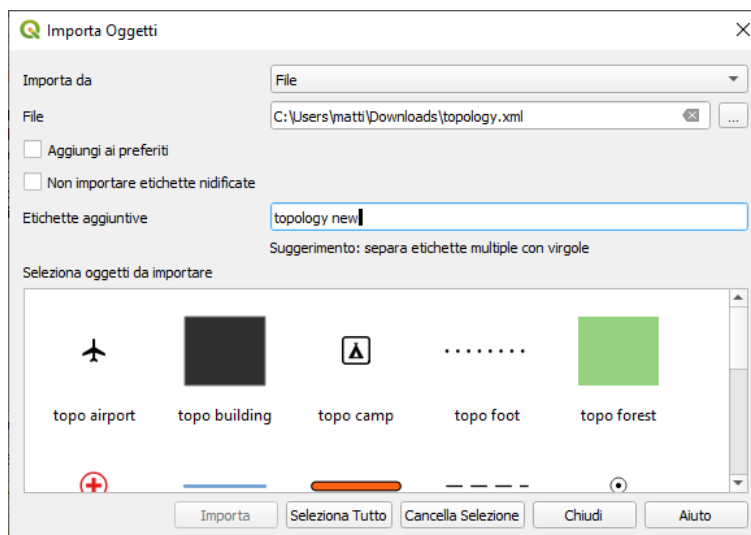 Importa Oggetti
Importa da File
File C:\Users\matti\Downloads\topology.xml ...
Aggiungi ai preferiti
Non importare etichette nidificate
Etichette aggiuntive topology new
Suggerimento: separa etichette multiple con virgole
Seleziona oggetti da importare
topo airport topo building topo camp topo foot topo forest
Importa Seleziona Tutto Cancella Selezione Chiudi Aiuto